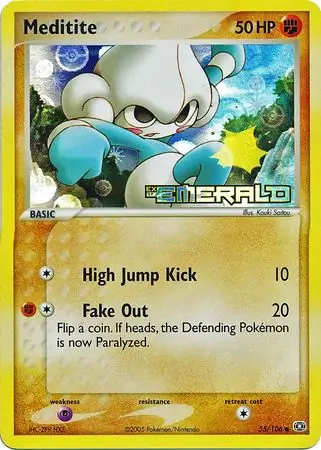 Meditite 50 HP
EX
EMERALD
Illus. Kouki Saitou
BASIC
High Jump Kick 10
Fake Out 20
Flip a coin. If heads, the Defending Pokémon
is now Paralyzed.
weakness resistance retreat cost
©2005 Pokémon/Nintendo 55/106 ●